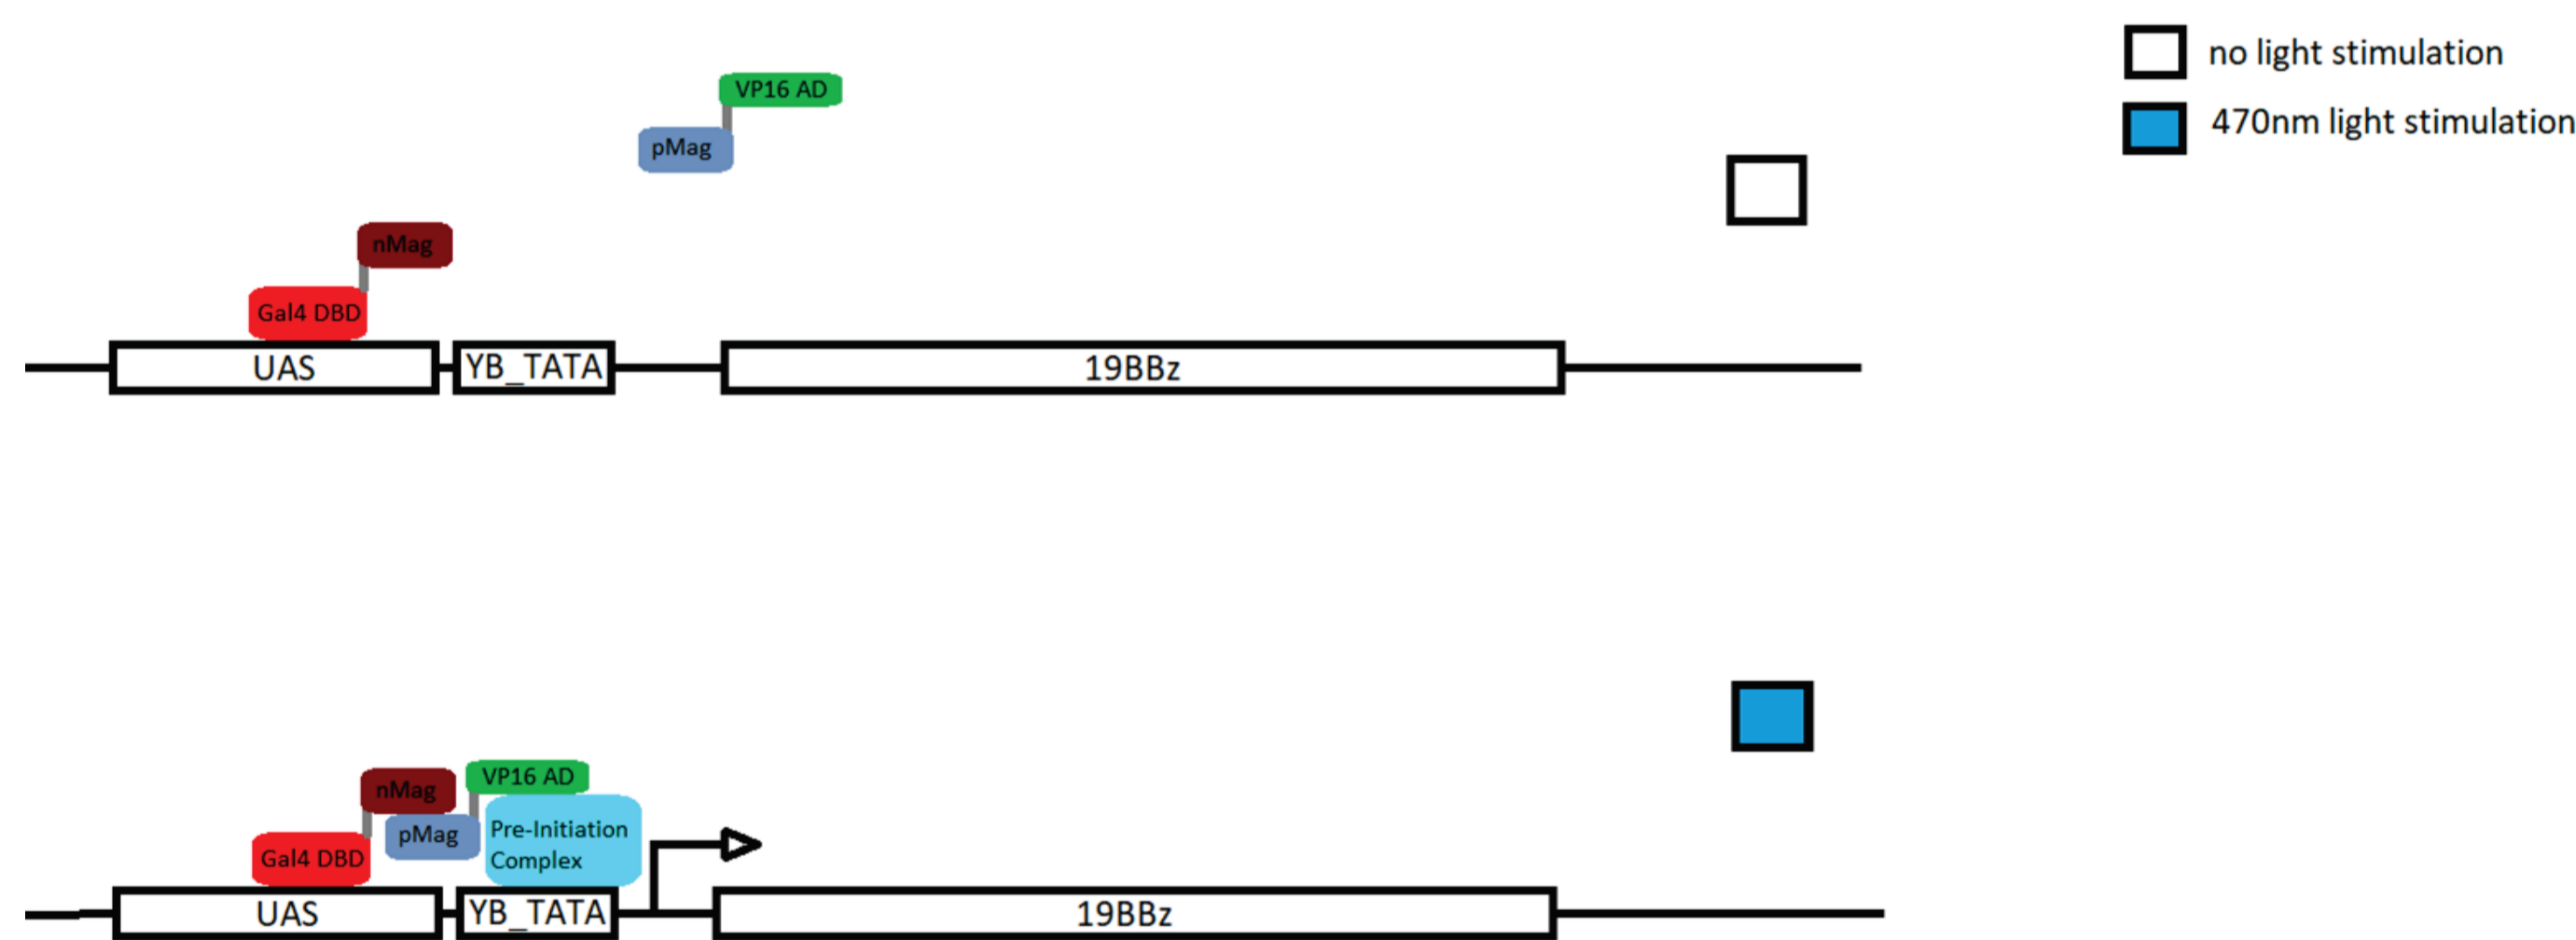 no light stimulation
470nm light stimulation
VP16 AD
pMag
nMag
Gal4 DBD
UAS
YB_TATA
19BBz
VP16 AD
nMag
pMag
Pre-Initiation
Complex
Gal4 DBD
UAS
YB_TATA
19BBz